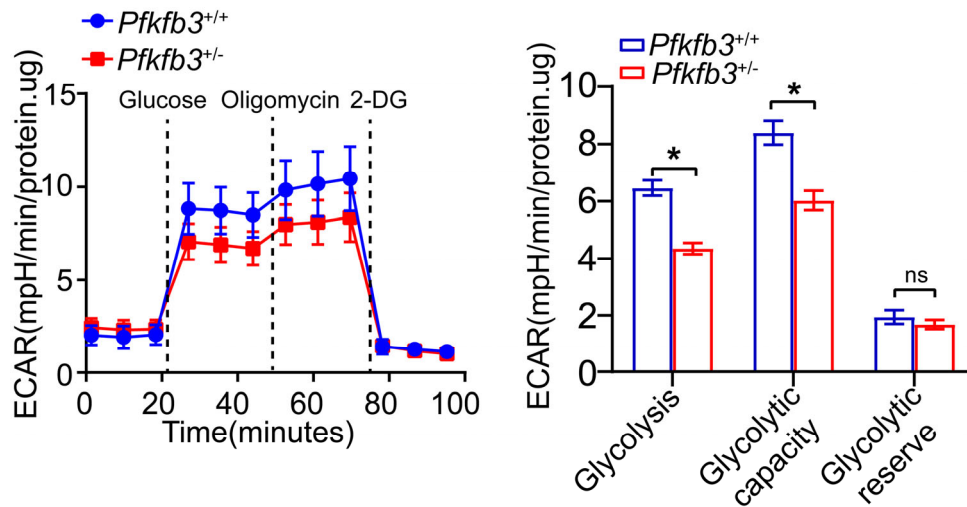 Pfkfb3+/+
Pfkfb3+/-
ECAR(mpH/min/protein.ug)
15
10
5
0
Glucose
Oligomycin
2-DG
0
20
40
60
80
100
Time(minutes)
Pfkfb3+/+
Pfkfb3+/-
ECAR(mpH/min/protein.ug)
10
8
6
4
2
0
*
*
ns
Glycolysis
Glycolytic
capacity
Glycolytic
reserve